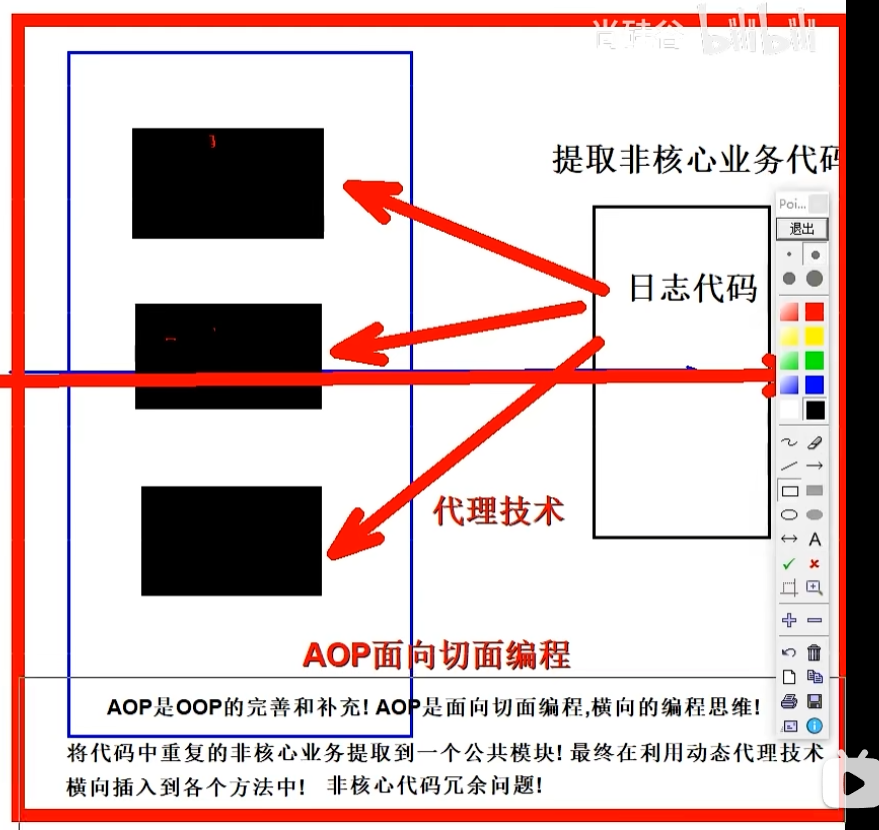 尚硅谷 bilibili
提取非核心业务代码
Poi...
退出
日志代码
A
代理技术
AOP面向切面编程
AOP是OOP的完善和补充! AOP是面向切面编程,横向的编程思维!
将代码中重复的非核心业务提取到一个公共模块! 最终在利用动态代理技术
横向插入到各个方法中! 非核心代码冗余问题!